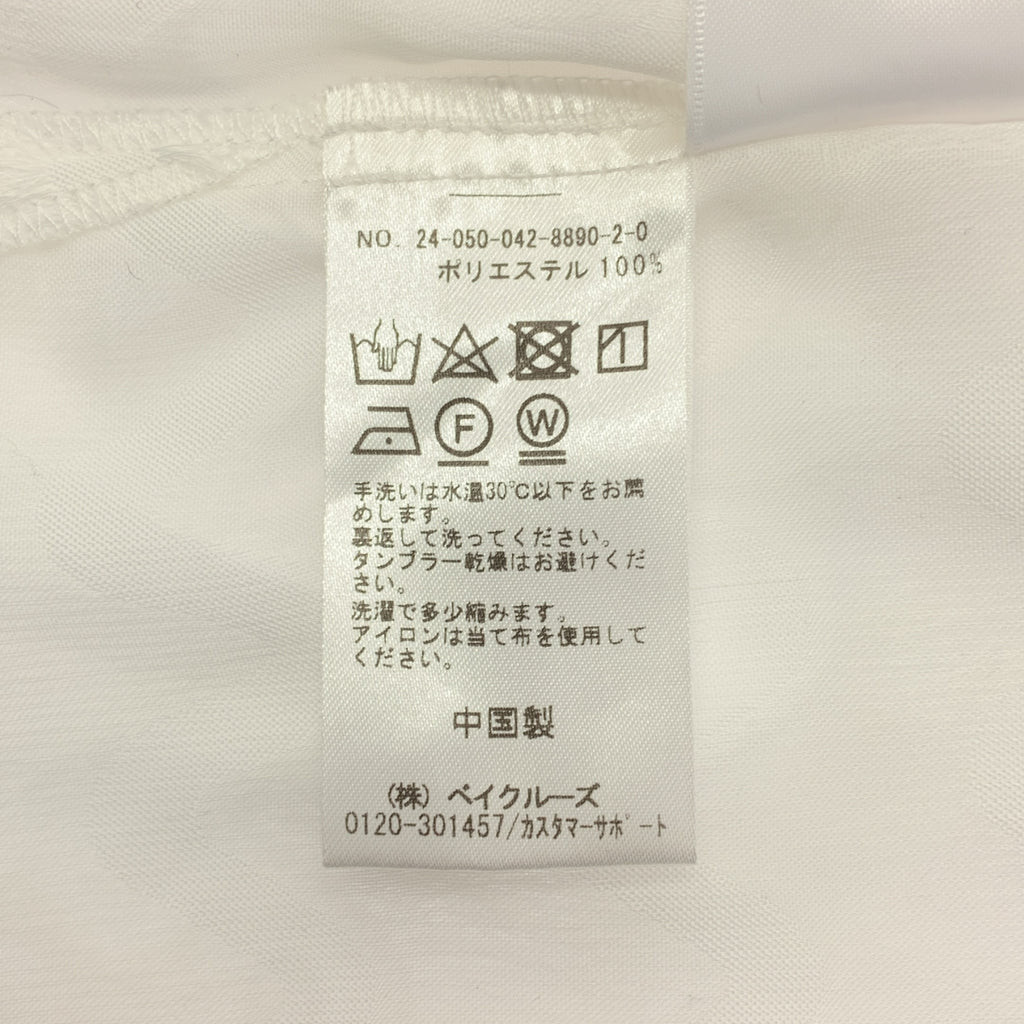 NO. 24-050-042-8890-2-0
ポリエステル 100%
F
W
手洗いは水温30℃以下をお薦
めします。
裏返して洗ってください。
タンブラー乾燥はお避けくだ
さい。
洗濯で多少縮みます。
アイロンは当て布を使用して
ください。
中国製
(株) ベイクルーズ
0120-301457/カスタマーサポート